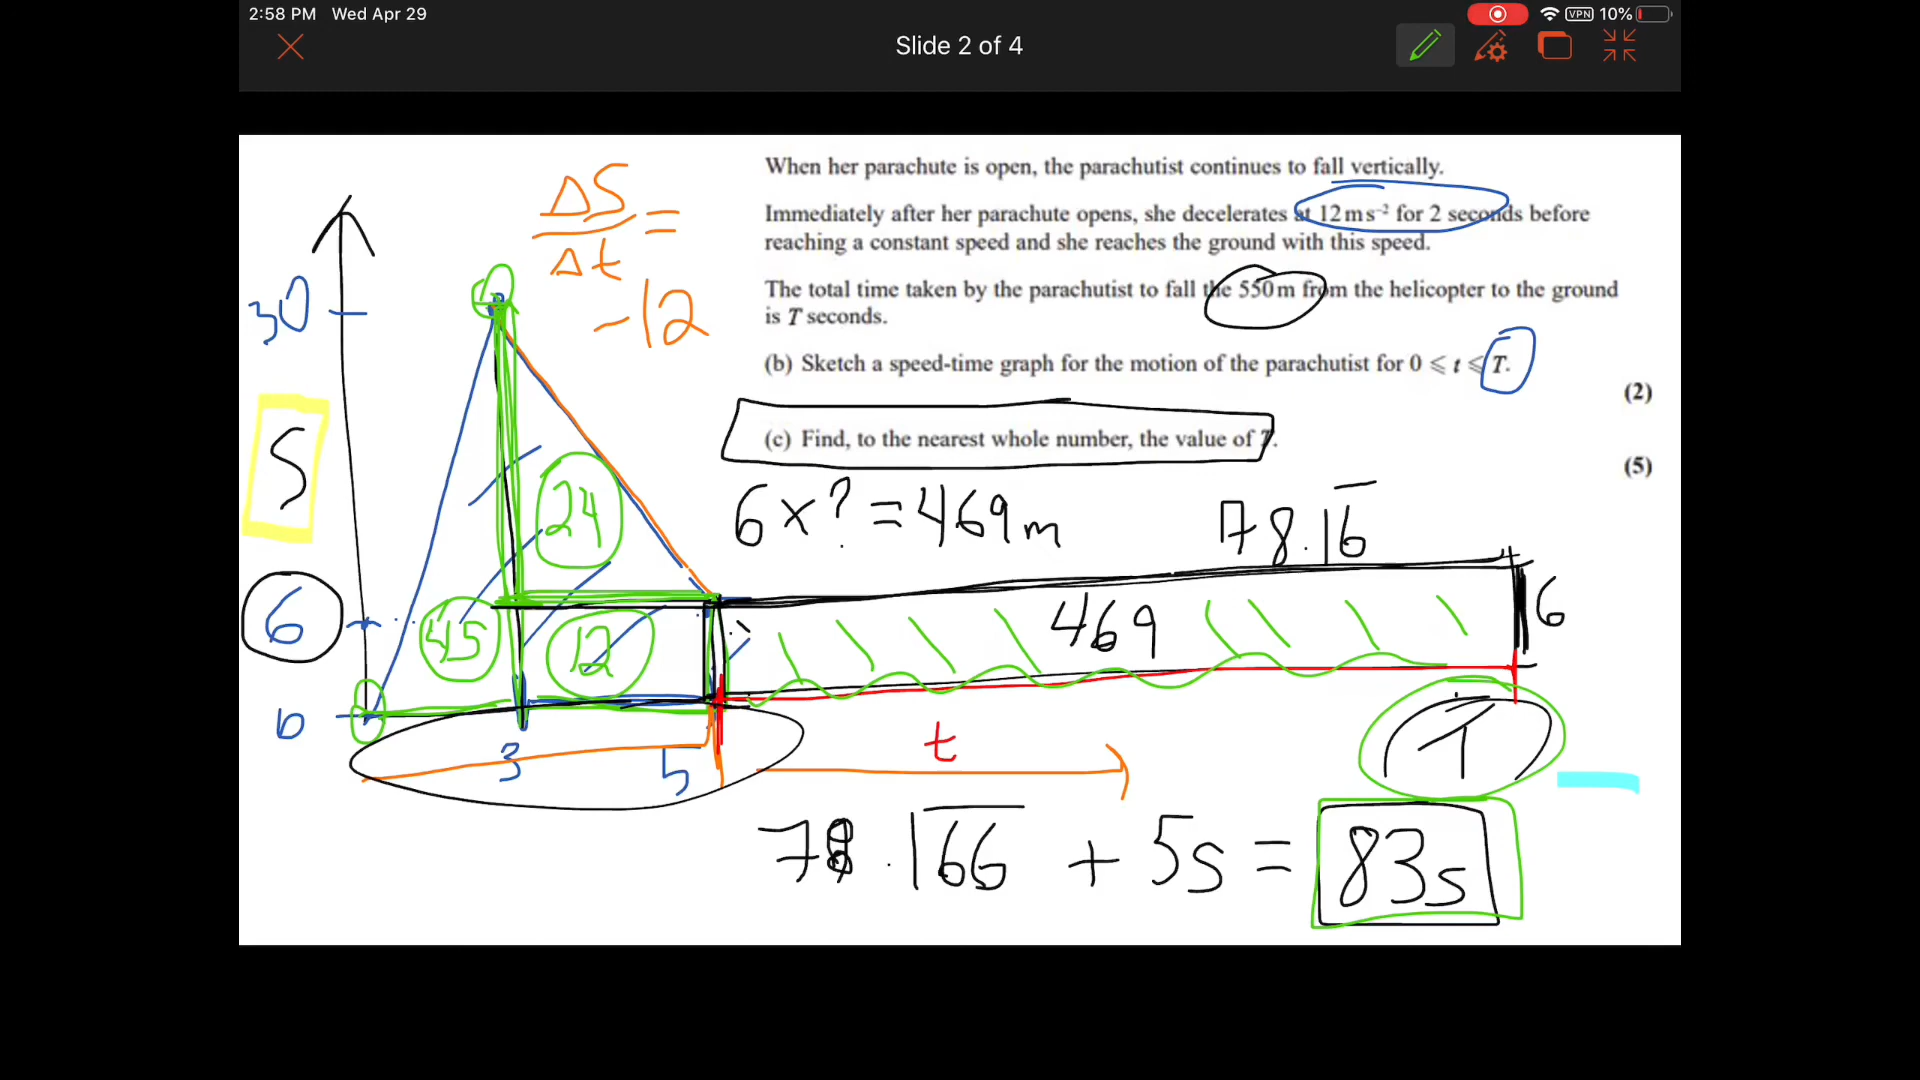 2:58 PM Wed Apr 29
VPN 10%
Slide 2 of 4
When her parachute is open, the parachutist continues to fall vertically.
Immediately after her parachute opens, she decelerates at 12 m s⁻² for 2 seconds before
reaching a constant speed and she reaches the ground with this speed.
The total time taken by the parachutist to fall the 550 m from the helicopter to the ground
is T seconds.
(b) Sketch a speed-time graph for the motion of the parachutist for 0 ⩽ t ⩽ T.
(2)
(c) Find, to the nearest whole number, the value of T.
(5)
ΔS
Δt
=
-12
30
S
6
0
24
45
12
3
5
6 × ? = 469m
78.16̅
469
6
t
T
78.166̅ + 5s = 83s